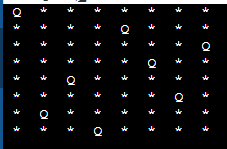 Q * * * * * * *
* * * * Q * * *
* * * * * * * Q
* * * * * Q * *
* * Q * * * * *
* * * * * * Q *
* Q * * * * * *
* * * Q * * * *